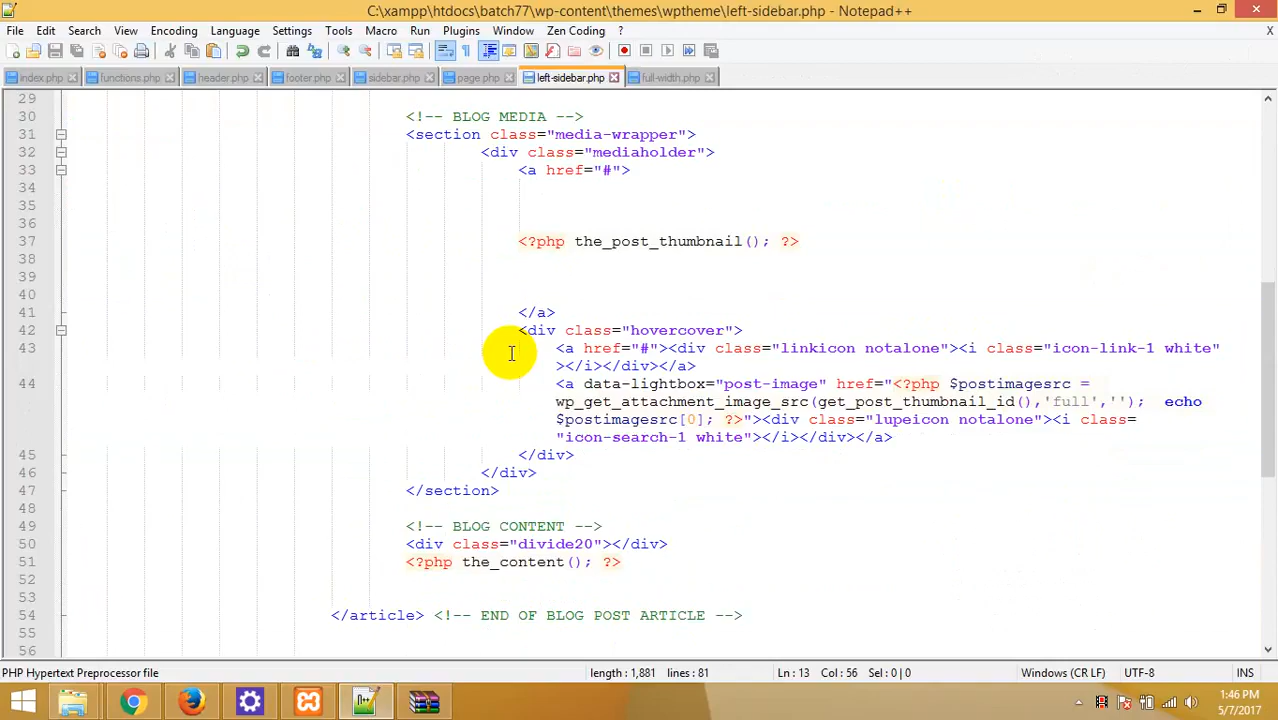 C:\xampp\htdocs\batch77\wp-content\themes\wptheme\left-sidebar.php - Notepad++
File Edit Search View Encoding Language Settings Tools Macro Run Plugins Window Zen Coding ? X
index.php functions.php header.php footer.php sidebar.php page.php left-sidebar.php full-width.php
29
30 <!-- BLOG MEDIA -->
31 <section class="media-wrapper">
32 <div class="mediaholder">
33 <a href="#">
34
35
36
37 <?php the_post_thumbnail(); ?>
38
39
40
41 </a>
42 <div class="hovercover">
43 <a href="#"><div class="linkicon notalone"><i class="icon-link-1 white"
></i></div></a>
44 <a data-lightbox="post-image" href="<?php $postimagesrc =
wp_get_attachment_image_src(get_post_thumbnail_id(),'full','');  echo
$postimagesrc[0]; ?>"><div class="lupeicon notalone"><i class=
"icon-search-1 white"></i></div></a>
45 </div>
46 </div>
47 </section>
48
49 <!-- BLOG CONTENT -->
50 <div class="divide20"></div>
51 <?php the_content(); ?>
52
53
54 </article> <!-- END OF BLOG POST ARTICLE -->
55
56
PHP Hypertext Preprocessor file length : 1,881 lines : 81 Ln : 13 Col : 56 Sel : 0 | 0 Windows (CR LF) UTF-8 INS
1:46 PM
5/7/2017